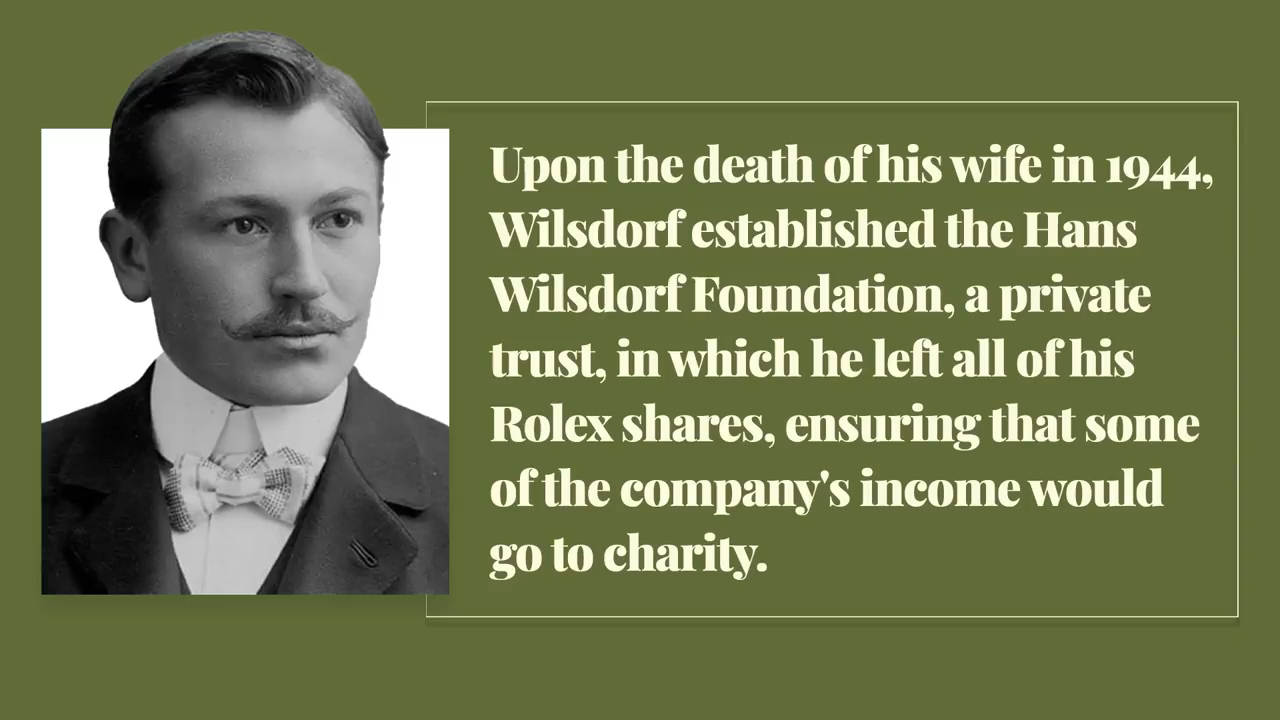 Upon the death of his wife in 1944,
Wilsdorf established the Hans
Wilsdorf Foundation, a private
trust, in which he left all of his
Rolex shares, ensuring that some
of the company's income would
go to charity.